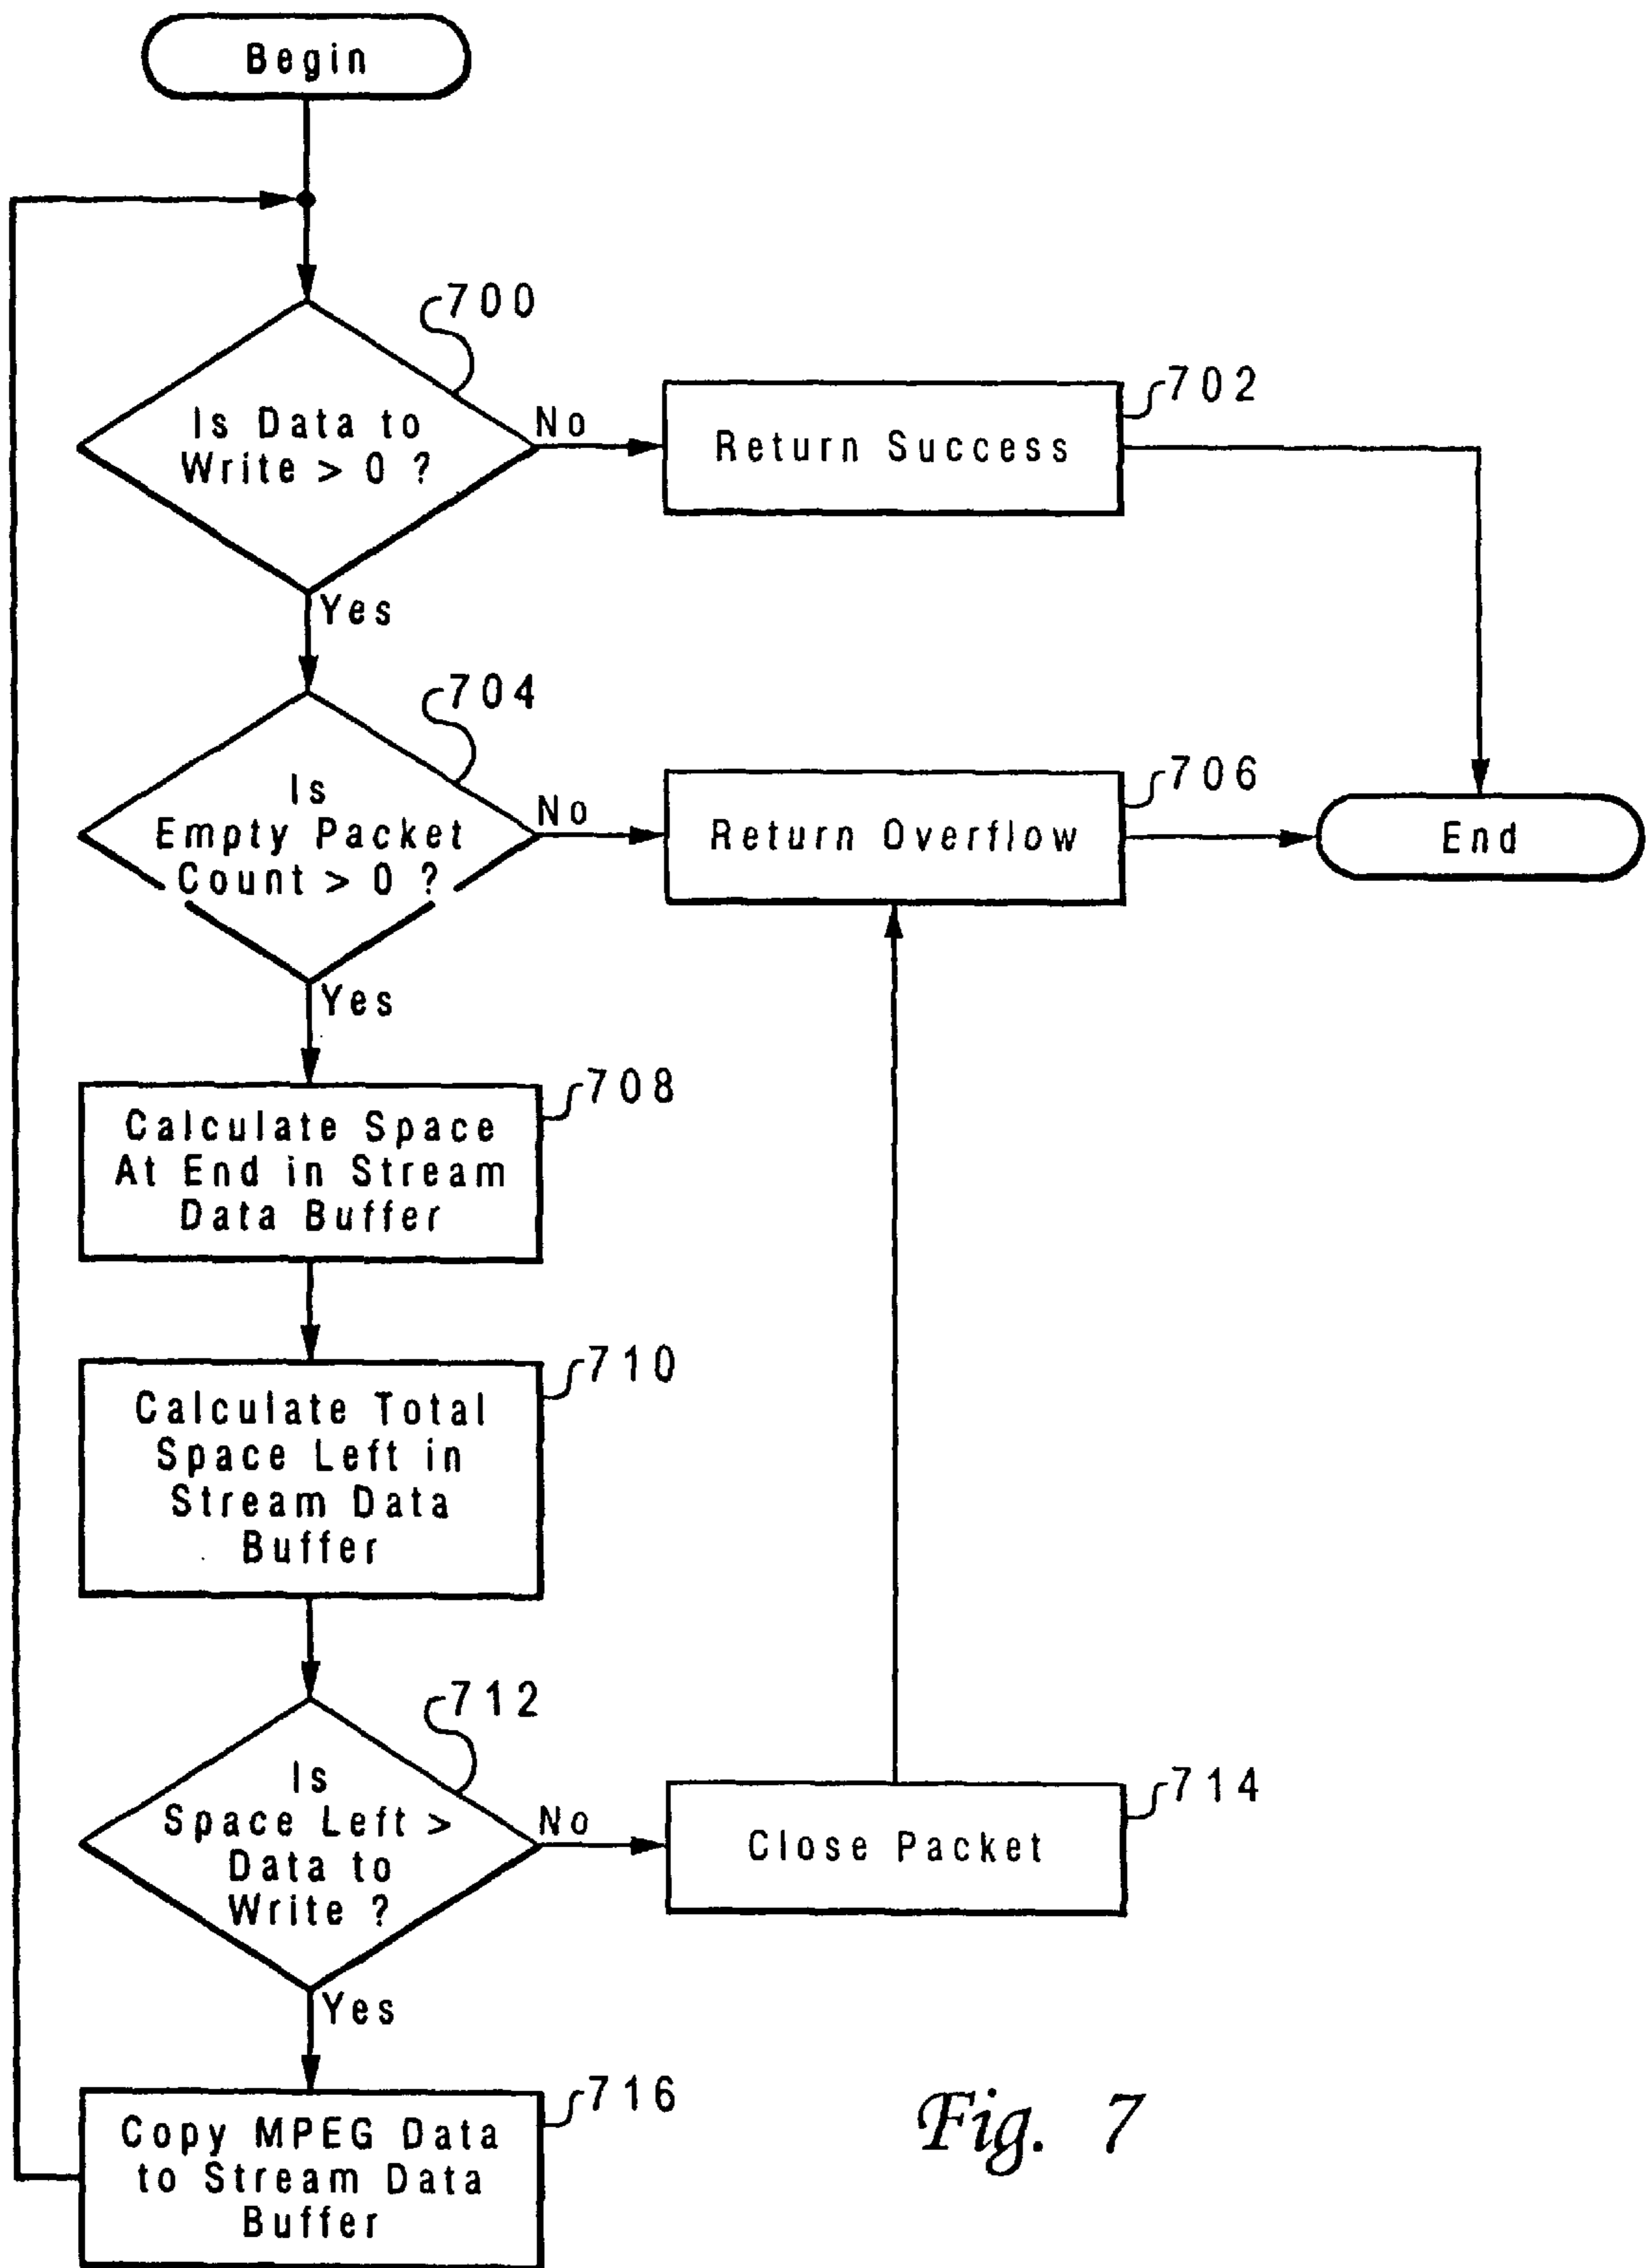 Begin
700
Is Data to
Write > 0 ?
No
702
Return Success
Yes
704
Is
Empty Packet
Count > 0 ?
No
706
Return Overflow
End
Yes
708
Calculate Space
At End in Stream
Data Buffer
710
Calculate Total
Space Left in
Stream Data
Buffer
712
Is
Space Left >
Data to
Write ?
No
714
Close Packet
Yes
716
Copy MPEG Data
to Stream Data
Buffer
Fig. 7